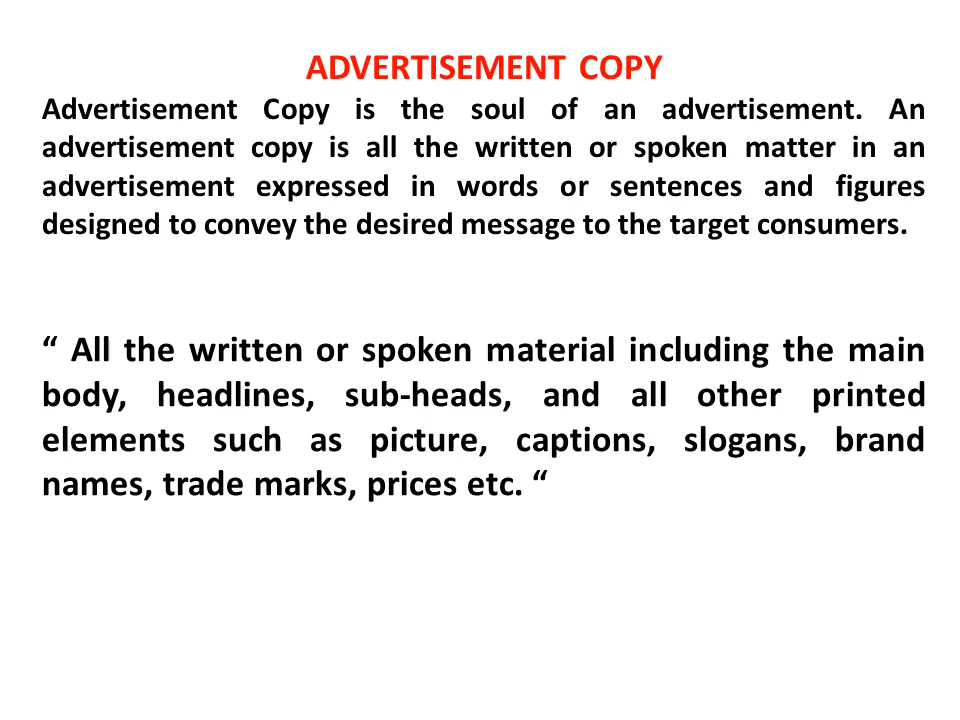 ADVERTISEMENT COPY
Advertisement Copy is the soul of an advertisement. An
advertisement copy is all the written or spoken matter in an
advertisement expressed in words or sentences and figures
designed to convey the desired message to the target consumers.
“ All the written or spoken material including the main
body, headlines, sub-heads, and all other printed
elements such as picture, captions, slogans, brand
names, trade marks, prices etc. “